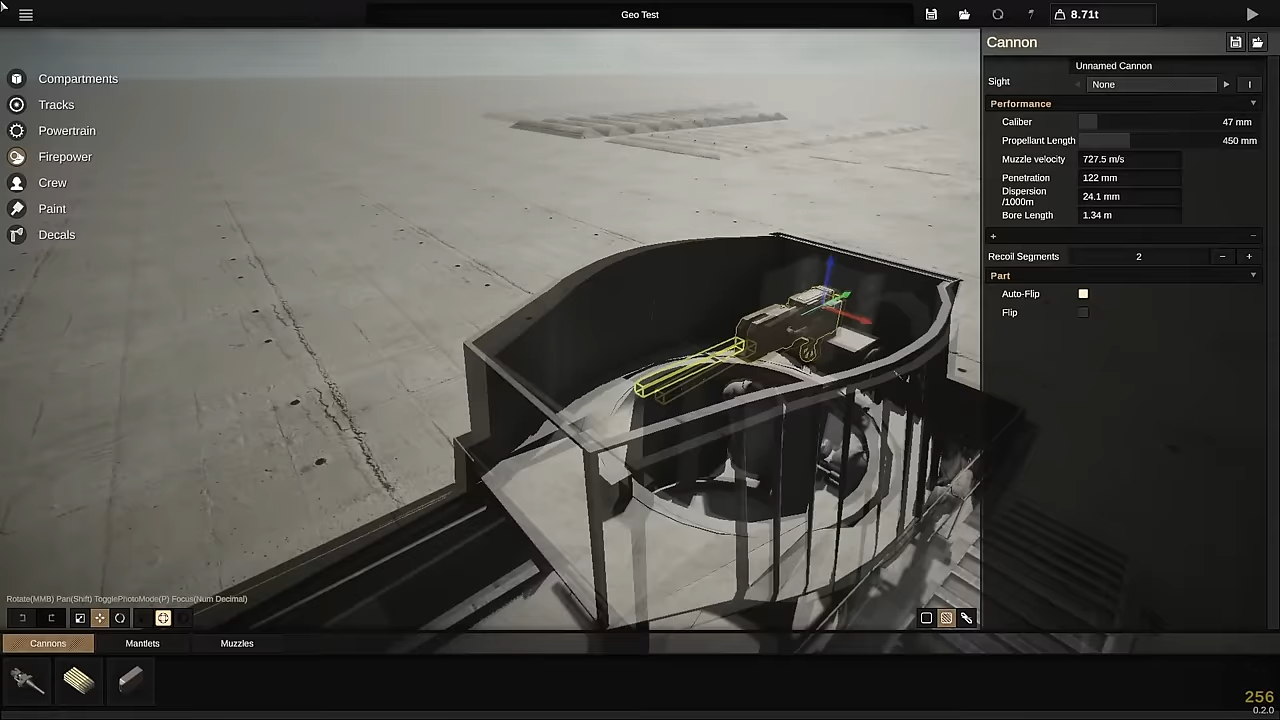 Geo Test
8.71t
Compartments
Tracks
Powertrain
Firepower
Crew
Paint
Decals
Cannon
Unnamed Cannon
Sight None I
Performance
Caliber 47 mm
Propellant Length 450 mm
Muzzle velocity 727.5 m/s
Penetration 122 mm
Dispersion
/1000m 24.1 mm
Bore Length 1.34 m
+ −
Recoil Segments 2 − +
Part
Auto-Flip
Flip
Rotate(MMB) Pan(Shift) TogglePhotoMode(P) Focus(Num Decimal)
Cannons Mantlets Muzzles
256
0.2.0